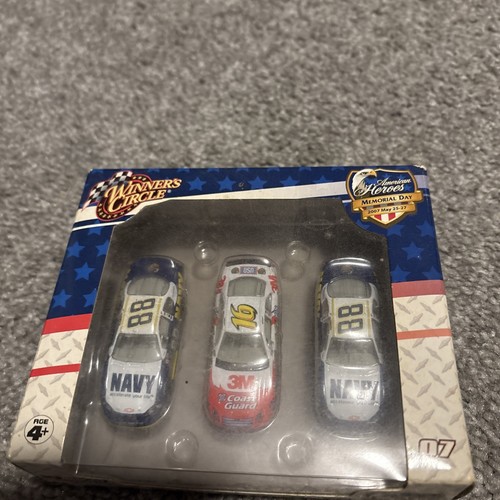 WINNER'S
CIRCLE
American
Heroes
MEMORIAL DAY
2007 May 25-27
88
NAVY
16
3M
Coast
Guard
88
NAVY
AGE
4+
07